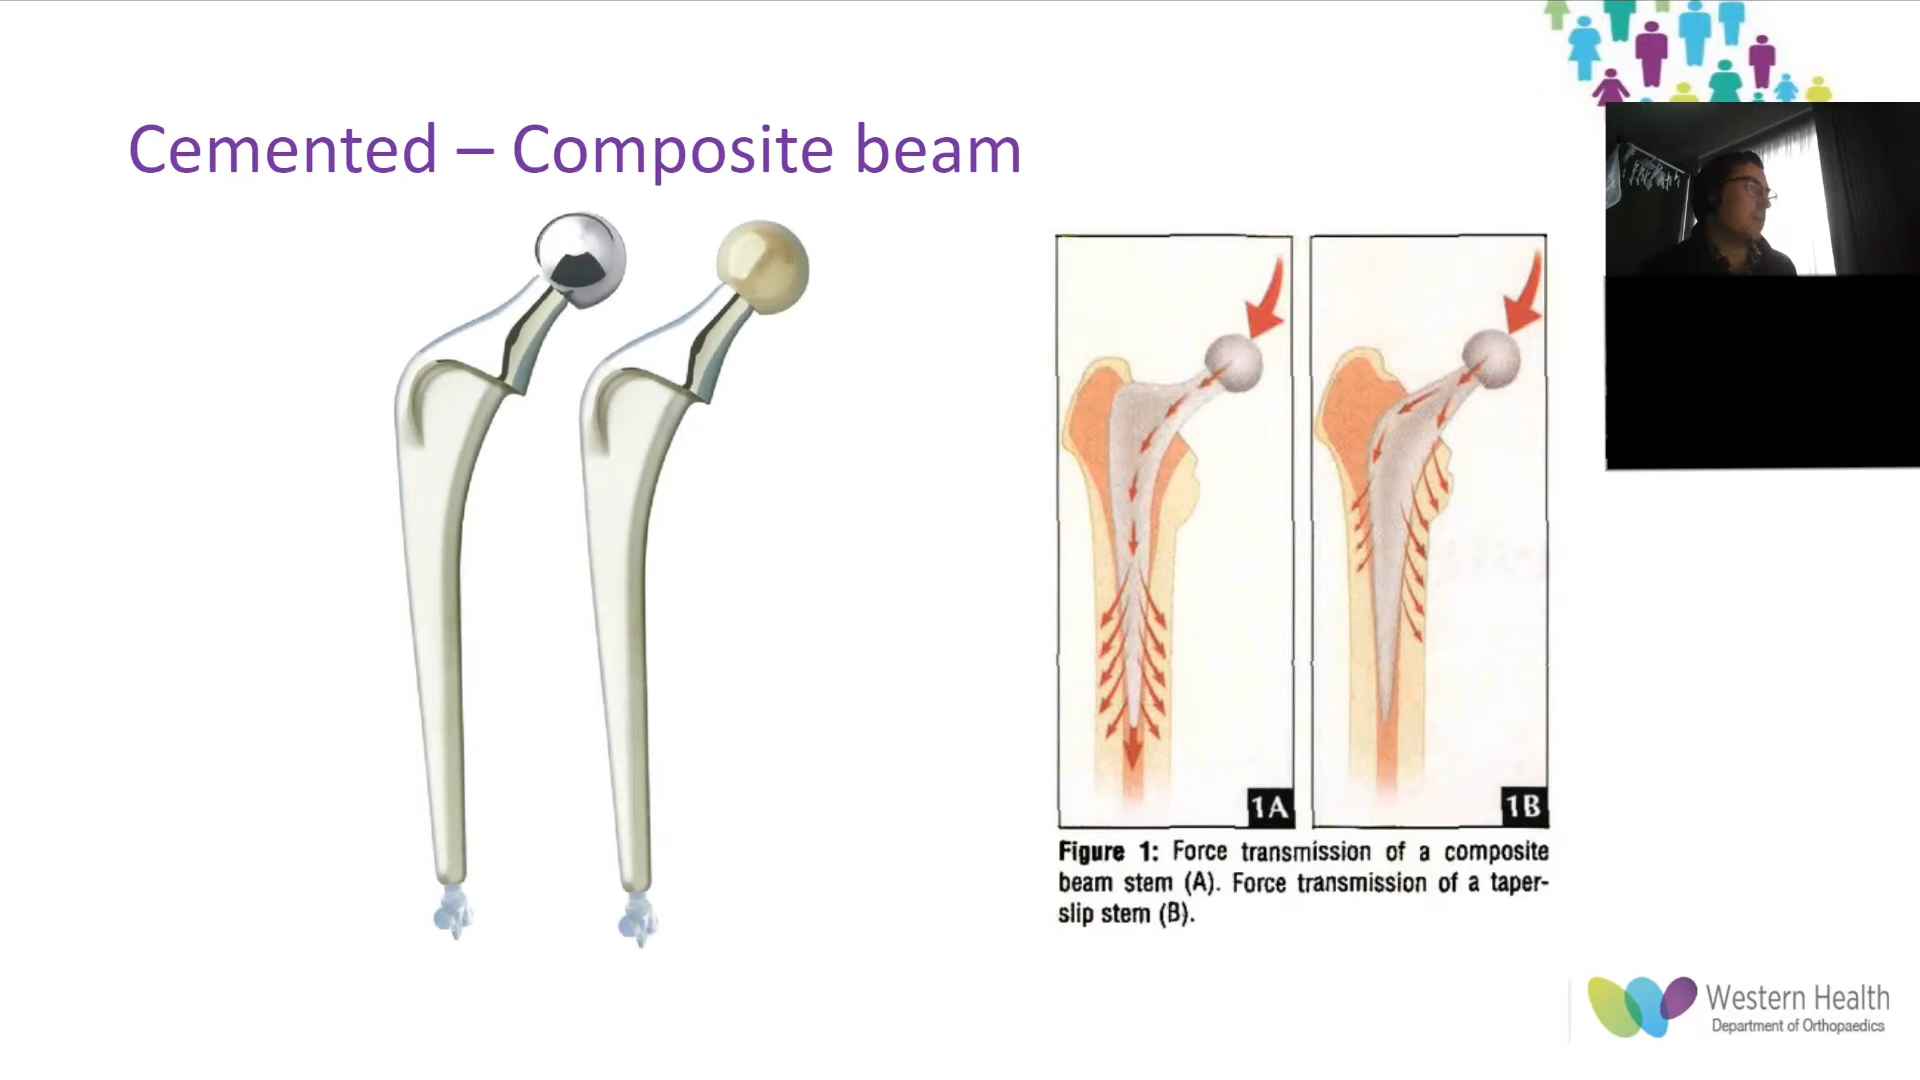 Cemented – Composite beam
1A
1B
Figure 1: Force transmission of a composite
beam stem (A). Force transmission of a taper-
slip stem (B).
Western Health
Department of Orthopaedics